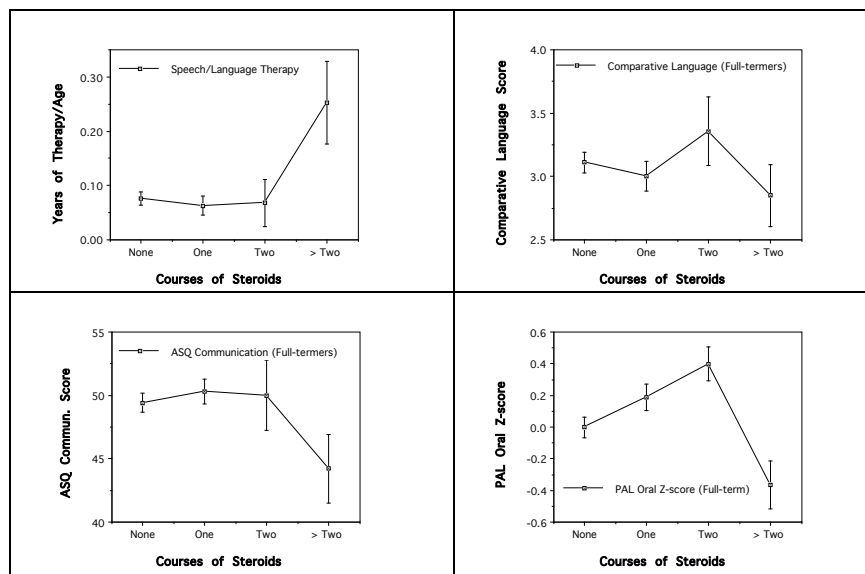 Speech/Language Therapy
Years of Therapy/Age
0.30
0.20
0.10
0.00
None One Two > Two
Courses of Steroids
Comparative Language (Full-termers)
Comparative Language Score
4.0
3.5
3.0
2.5
None One Two > Two
Courses of Steroids
ASQ Communication (Full-termers)
ASQ Commun. Score
55
50
45
40
None One Two > Two
Courses of Steroids
PAL Oral Z-score
0.6
0.4
0.2
0.0
-0.2
-0.4
-0.6
PAL Oral Z-score (Full-term)
None One Two > Two
Courses of Steroids